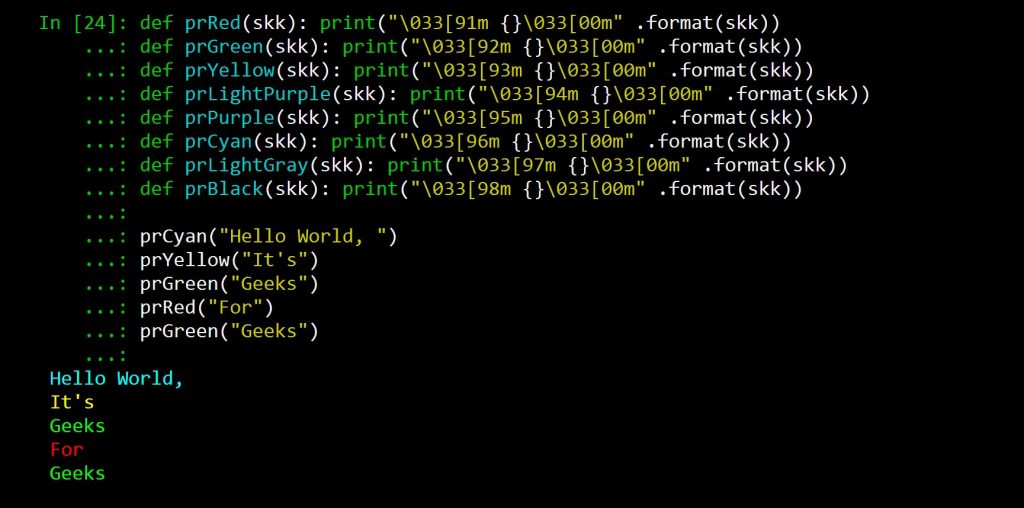 In [24]: def prRed(skk): print("\033[91m {}\033[00m" .format(skk))
...: def prGreen(skk): print("\033[92m {}\033[00m" .format(skk))
...: def prYellow(skk): print("\033[93m {}\033[00m" .format(skk))
...: def prLightPurple(skk): print("\033[94m {}\033[00m" .format(skk))
...: def prPurple(skk): print("\033[95m {}\033[00m" .format(skk))
...: def prCyan(skk): print("\033[96m {}\033[00m" .format(skk))
...: def prLightGray(skk): print("\033[97m {}\033[00m" .format(skk))
...: def prBlack(skk): print("\033[98m {}\033[00m" .format(skk))
...:
...: prCyan("Hello World, ")
...: prYellow("It's")
...: prGreen("Geeks")
...: prRed("For")
...: prGreen("Geeks")
...:
Hello World,
It's
Geeks
For
Geeks